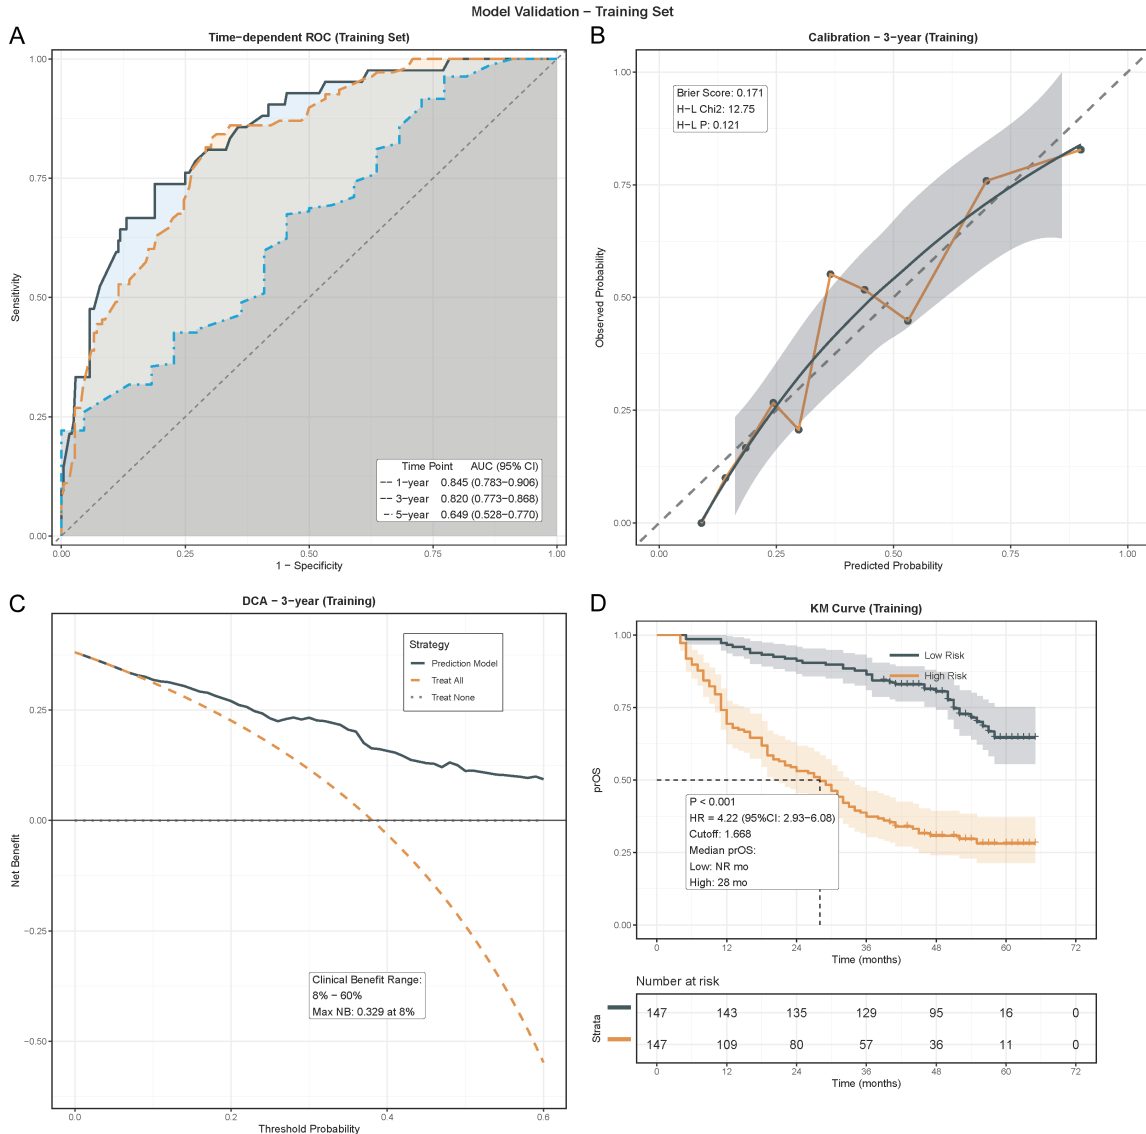 Model Validation − Training Set
A
Time-dependent ROC (Training Set)
Sensitivity
1.00
0.75
0.50
0.25
0.00
Time Point AUC (95% CI)
1−year 0.845 (0.783−0.906)
3−year 0.820 (0.773−0.868)
5−year 0.649 (0.528−0.770)
0.00 0.25 0.50 0.75 1.00
1 − Specificity
B
Calibration − 3-year (Training)
Observed Probability
1.00
0.75
0.50
0.25
0.00
Brier Score: 0.171
H−L Chi2: 12.75
H−L P: 0.121
0.00 0.25 0.50 0.75 1.00
Predicted Probability
C
DCA − 3-year (Training)
Net Benefit
0.25
0.00
−0.25
−0.50
Strategy
Prediction Model
Treat All
Treat None
Clinical Benefit Range:
8% − 60%
Max NB: 0.329 at 8%
0.0 0.2 0.4 0.6
Threshold Probability
D
KM Curve (Training)
prOS
1.00
0.75
0.50
0.25
0.00
Low Risk
High Risk
P < 0.001
HR = 4.22 (95%CI: 2.93−6.08)
Cutoff: 1.668
Median prOS:
Low: NR mo
High: 28 mo
0 12 24 36 48 60 72
Time (months)
Number at risk
Strata
147 143 135 129 95 16 0
147 109 80 57 36 11 0
0 12 24 36 48 60 72
Time (months)